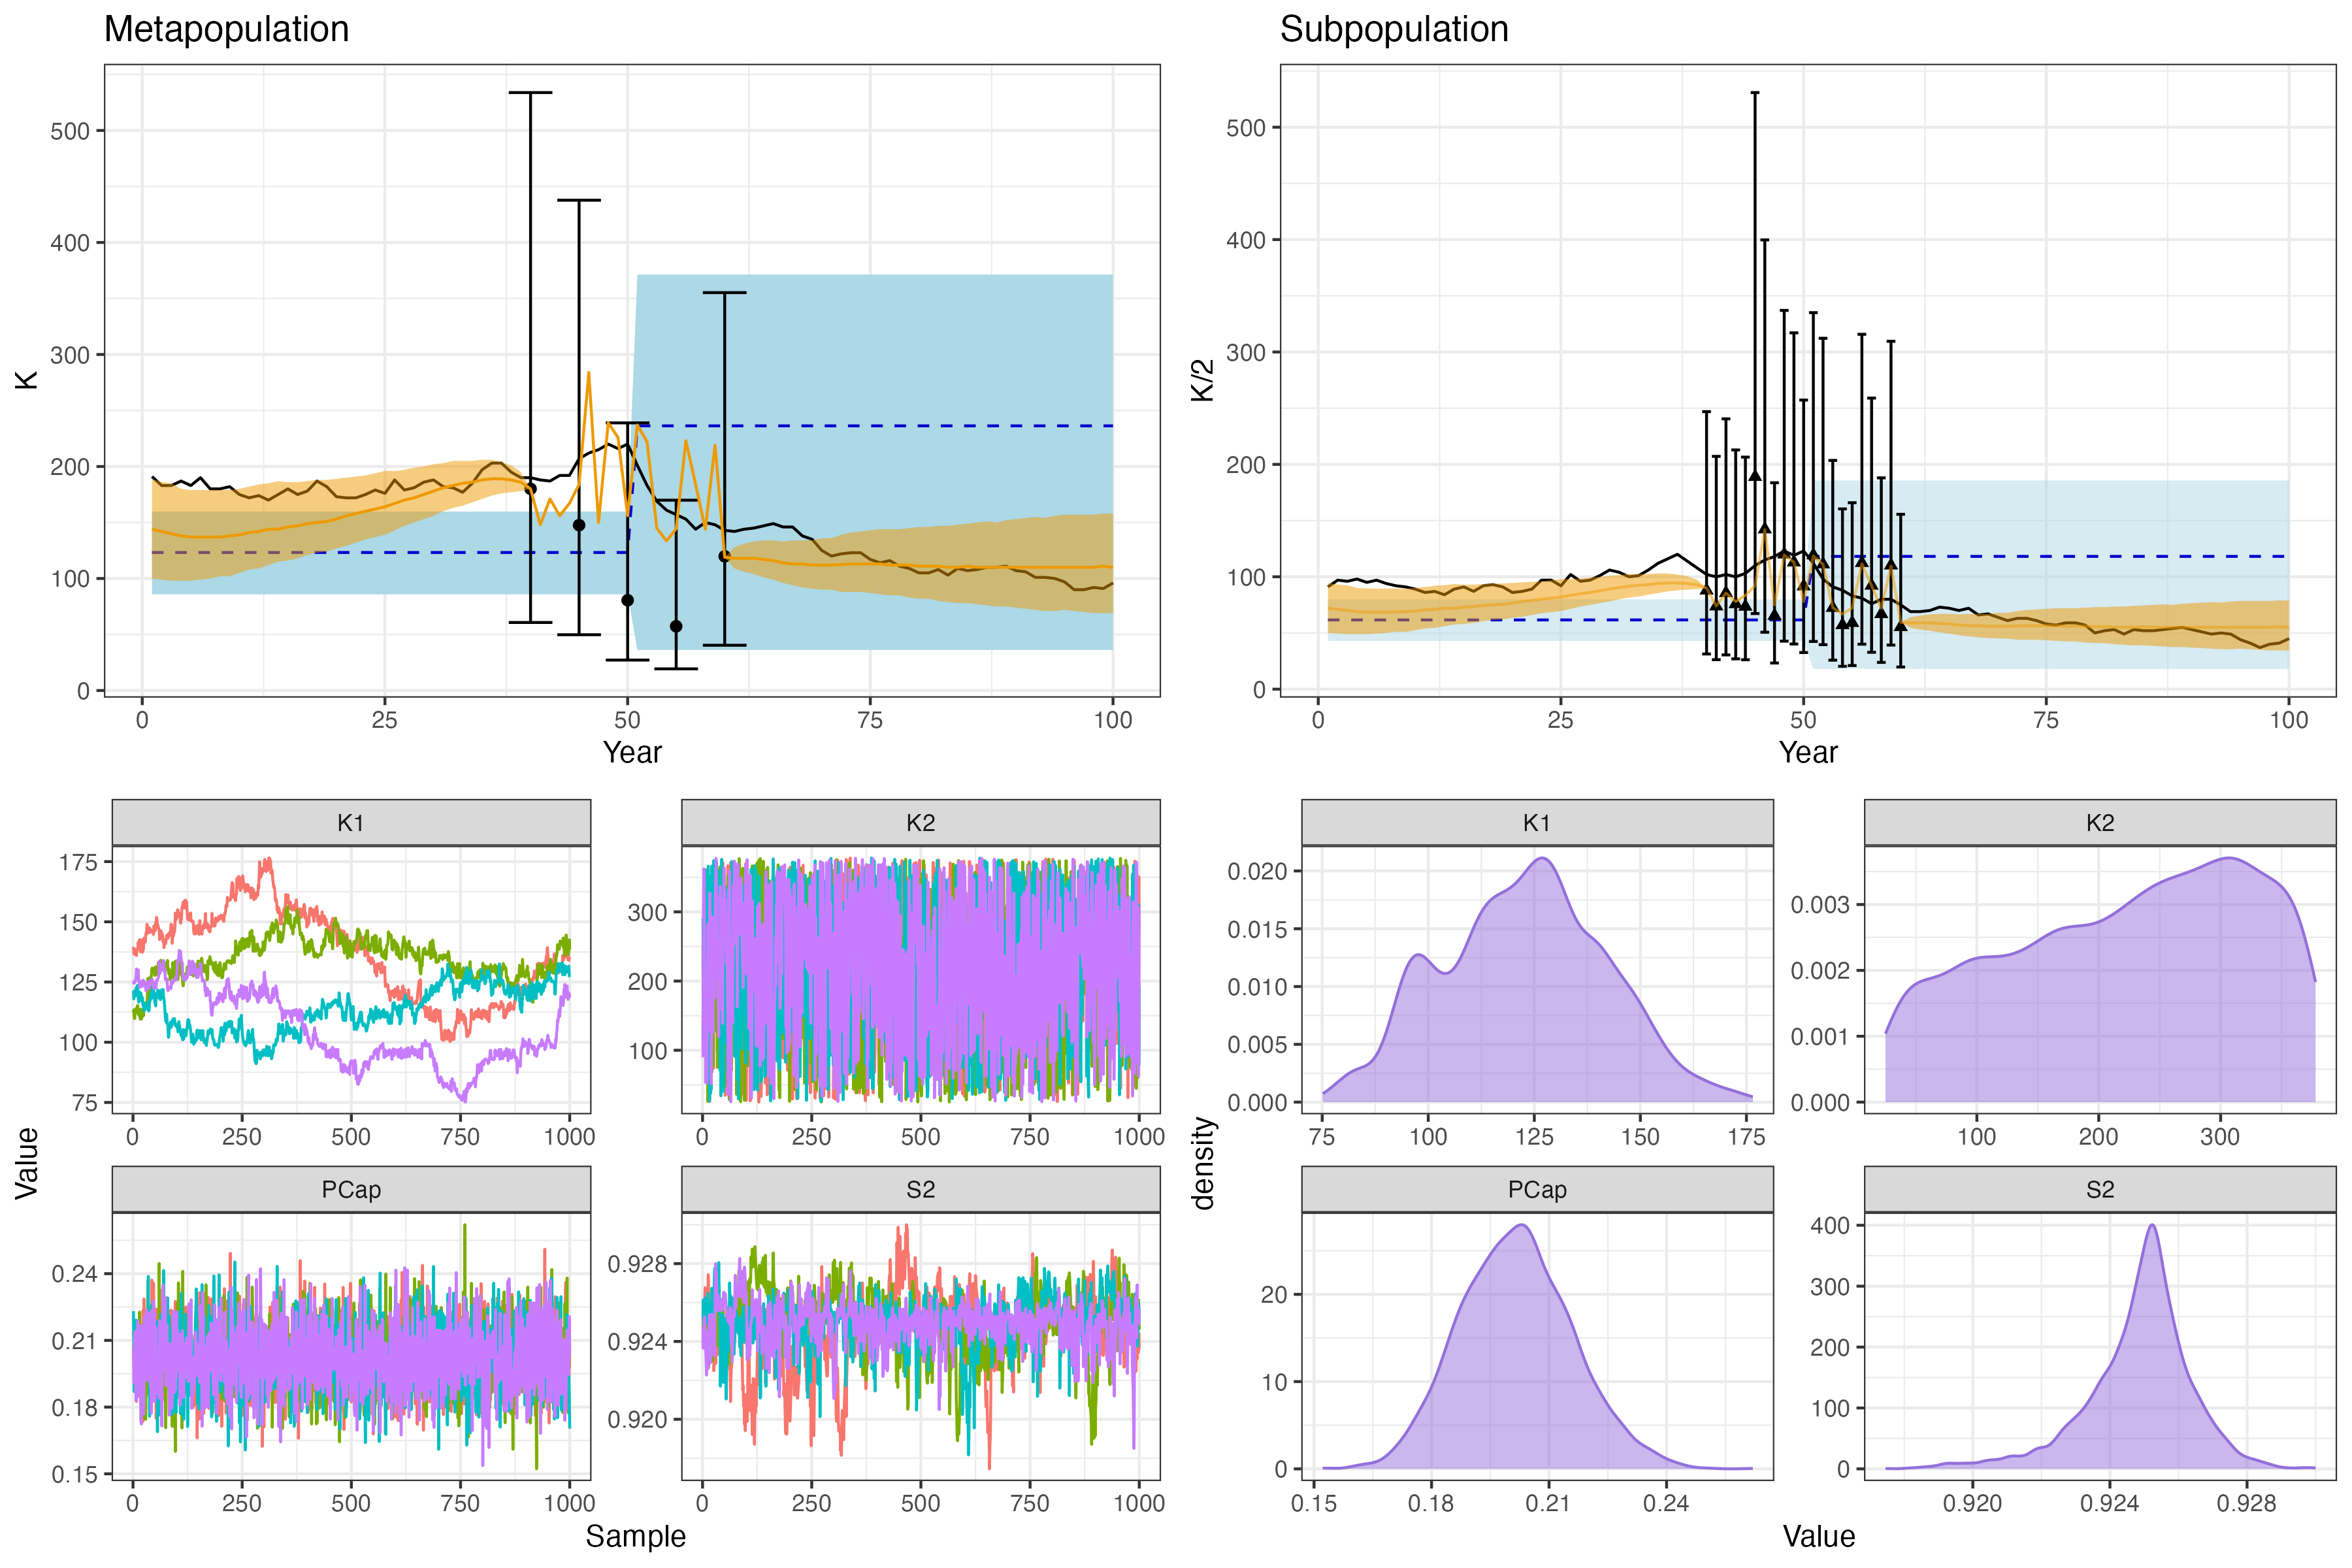 Metapopulation
Subpopulation
K
500
400
300
200
100
0
0 25 50 75 100
Year
K/2
500
400
300
200
100
0
0 25 50 75 100
Year
Value
K1
175
150
125
100
75
0 250 500 750 1000
K2
300
200
100
0 250 500 750 1000
PCap
0.24
0.21
0.18
0.15
0 250 500 750 1000
S2
0.928
0.924
0.920
0 250 500 750 1000
Sample
density
K1
0.020
0.015
0.010
0.005
0.000
75 100 125 150 175
K2
0.003
0.002
0.001
0.000
100 200 300
PCap
20
10
0
0.15 0.18 0.21 0.24
S2
400
300
200
100
0
0.920 0.924 0.928
Value